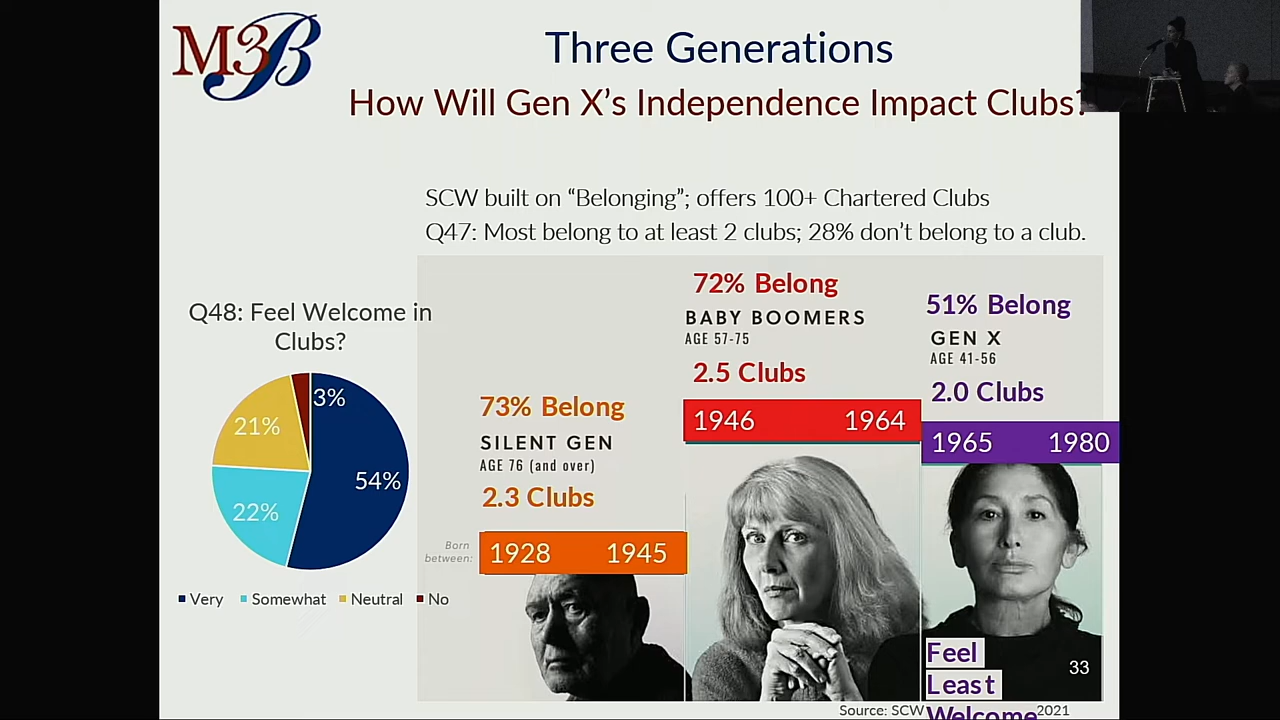 M3B
Three Generations
How Will Gen X’s Independence Impact Clubs?
SCW built on “Belonging”; offers 100+ Chartered Clubs
Q47: Most belong to at least 2 clubs; 28% don’t belong to a club.
Q48: Feel Welcome in
Clubs?
3%
21%
54%
22%
Very Somewhat Neutral No
73% Belong
SILENT GEN
AGE 76 (and over)
2.3 Clubs
Born
between:
1928 1945
72% Belong
BABY BOOMERS
AGE 57-75
2.5 Clubs
1946 1964
51% Belong
GEN X
AGE 41-56
2.0 Clubs
1965 1980
Feel
Least
Welcome
33
Source: SCW 2021